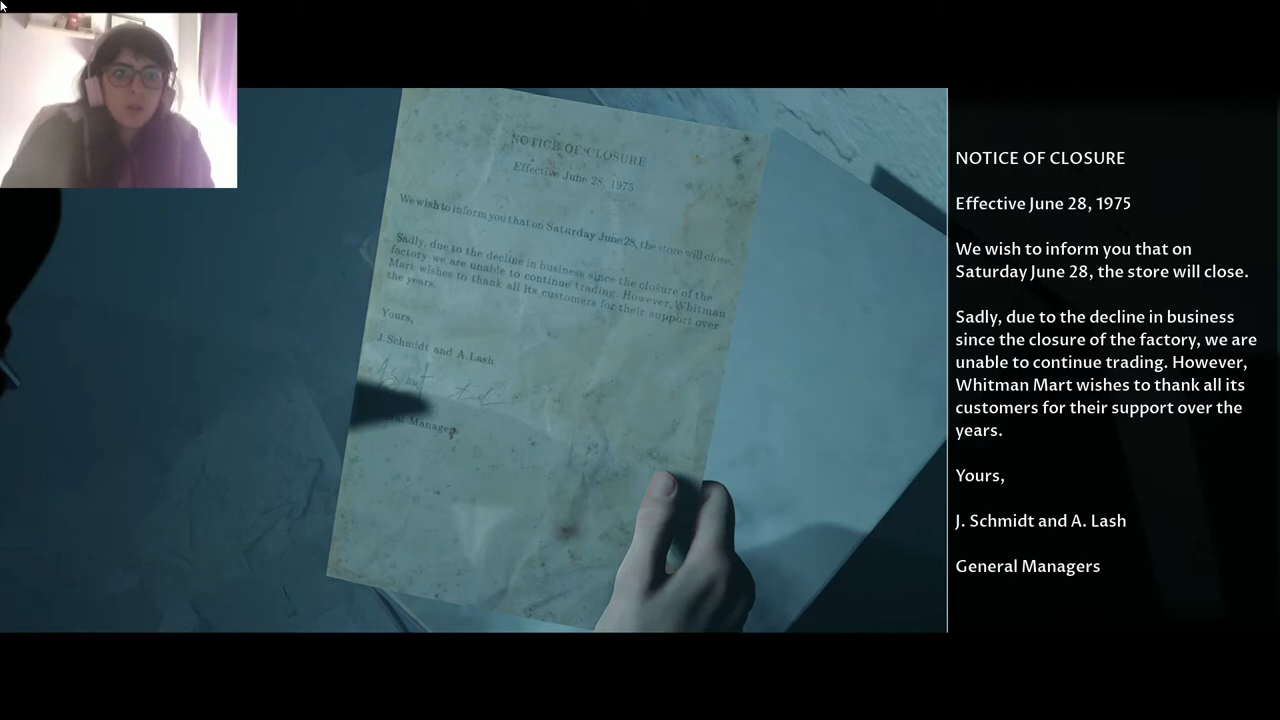 NOTICE OF CLOSURE
Effective June 28, 1975
We wish to inform you that on Saturday June 28, the store will close.
Sadly, due to the decline in business since the closure of the
factory we are unable to continue trading. However, Whitman
Mart wishes to thank all its customers for their support over
the years.
Yours,
J. Schmidt and A. Lash
Managers
NOTICE OF CLOSURE
Effective June 28, 1975
We wish to inform you that on
Saturday June 28, the store will close.
Sadly, due to the decline in business
since the closure of the factory, we are
unable to continue trading. However,
Whitman Mart wishes to thank all its
customers for their support over the
years.
Yours,
J. Schmidt and A. Lash
General Managers